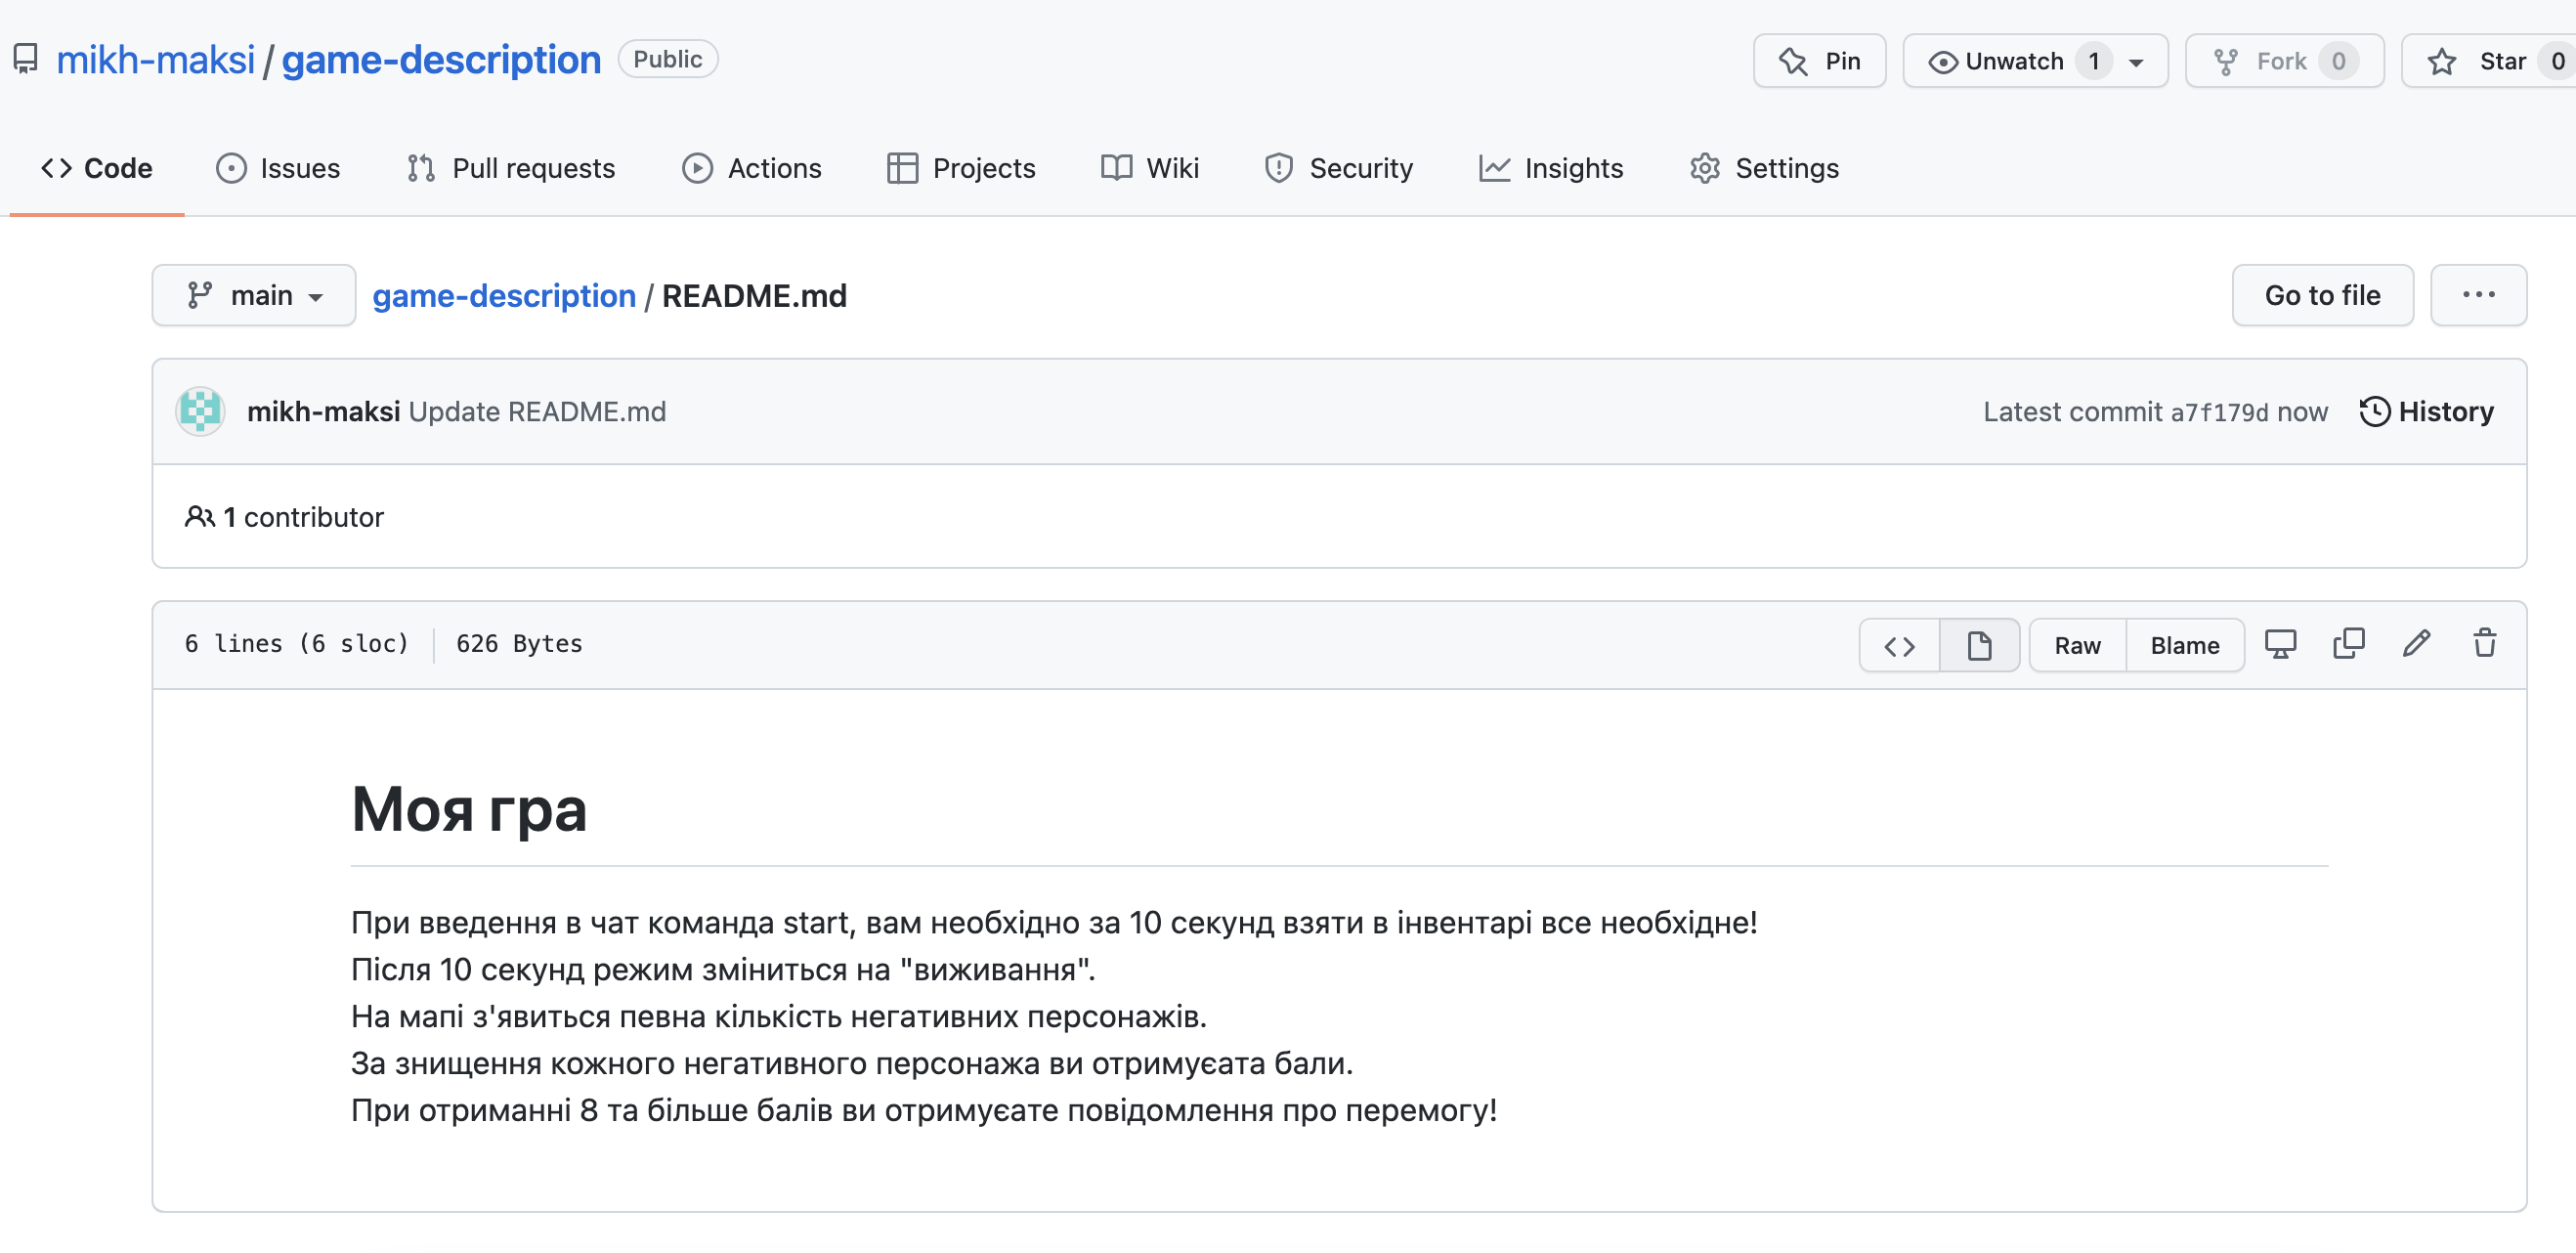 mikh-maksi / game-description Public
Pin
Unwatch 1
Fork 0
Star 0
Code
Issues
Pull requests
Actions
Projects
Wiki
Security
Insights
Settings
main
game-description / README.md
Go to file
mikh-maksi Update README.md
Latest commit a7f179d now
History
1 contributor
6 lines (6 sloc)
626 Bytes
Raw
Blame
Моя гра
При введення в чат команда start, вам необхідно за 10 секунд взяти в інвентарі все необхідне!
Після 10 секунд режим зміниться на "виживання".
На мапі з'явиться певна кількість негативних персонажів.
За знищення кожного негативного персонажа ви отримуєата бали.
При отриманні 8 та більше балів ви отримуєате повідомлення про перемогу!